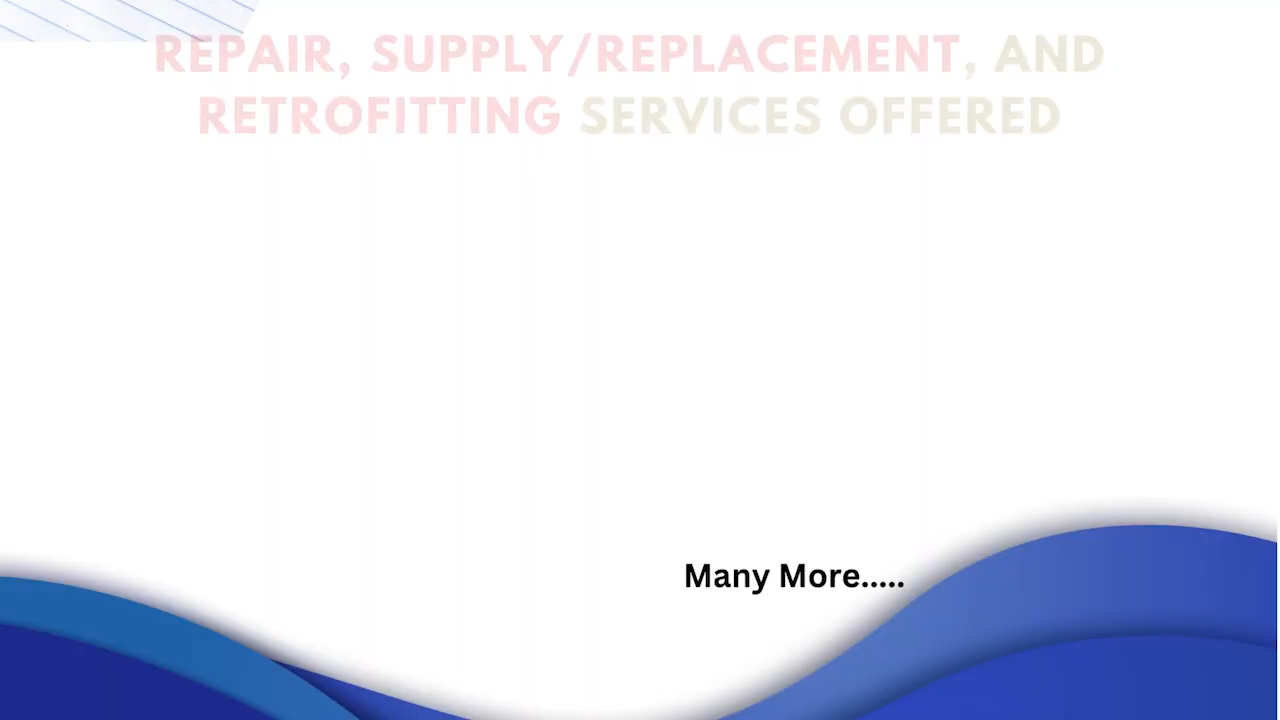 REPAIR, SUPPLY/REPLACEMENT, AND
RETROFITTING SERVICES OFFERED
Many More.....